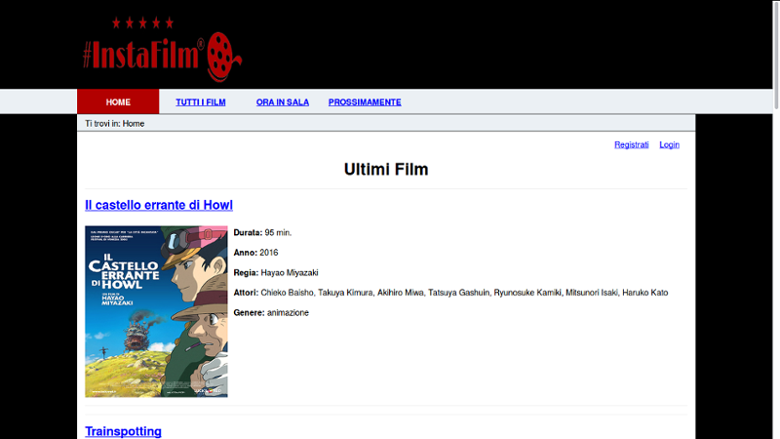 #InstaFilm®
HOME TUTTI I FILM ORA IN SALA PROSSIMAMENTE
Ti trovi in: Home
Registrati Login
Ultimi Film
Il castello errante di Howl
IL
CASTELLO
ERRANTE
DI HOWL
HAYAO
MIYAZAKI
Durata: 95 min.
Anno: 2016
Regia: Hayao Miyazaki
Attori: Chieko Baisho, Takuya Kimura, Akihiro Miwa, Tatsuya Gashuin, Ryunosuke Kamiki, Mitsunori Isaki, Haruko Kato
Genere: animazione
Trainspotting